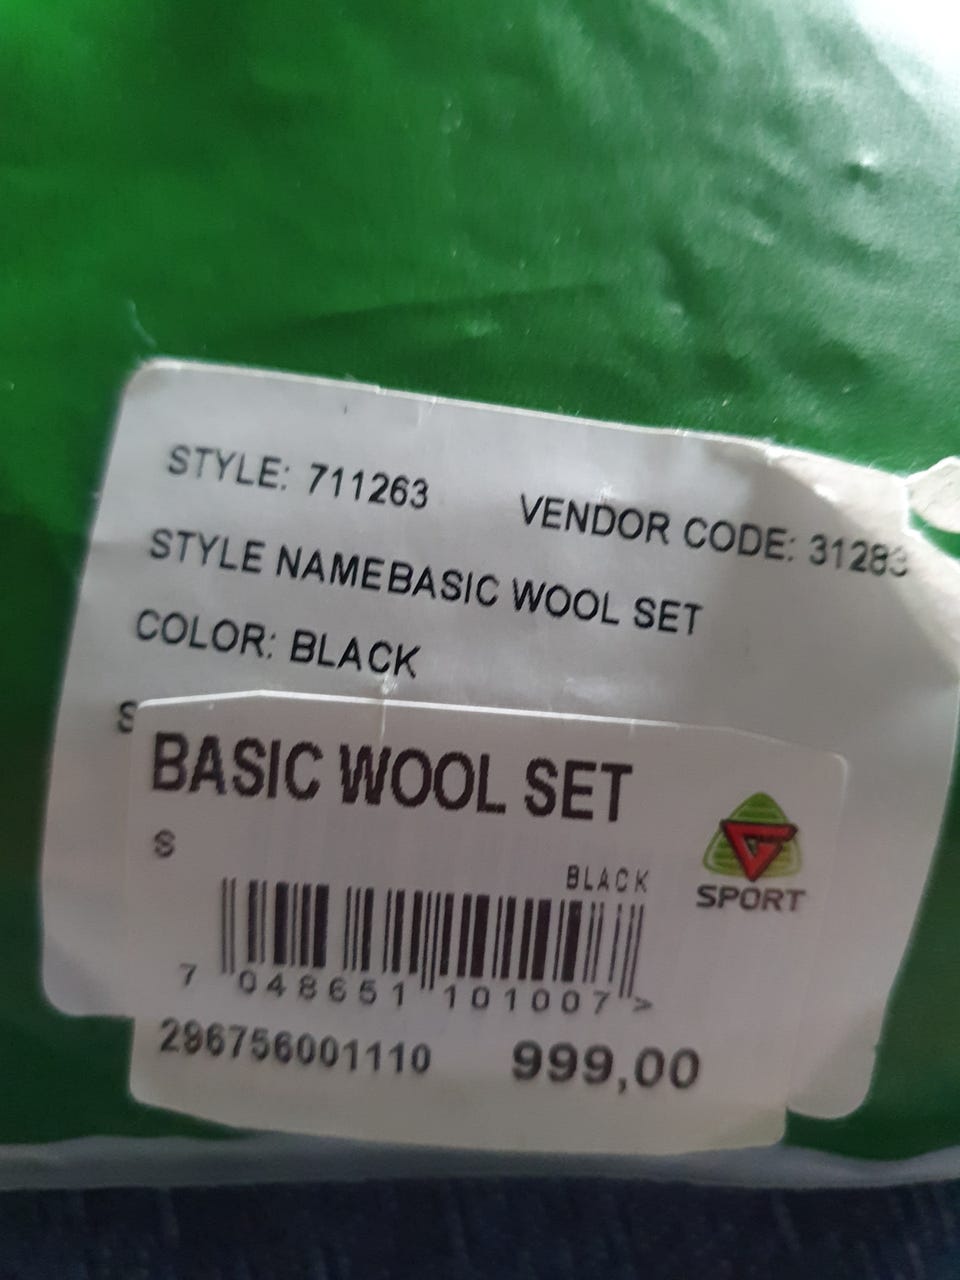 STYLE: 711263 VENDOR CODE: 31283
STYLE NAMEBASIC WOOL SET
COLOR: BLACK
S
BASIC WOOL SET
S
BLACK
G
SPORT
7 048651 101007 >
296756001110 999,00